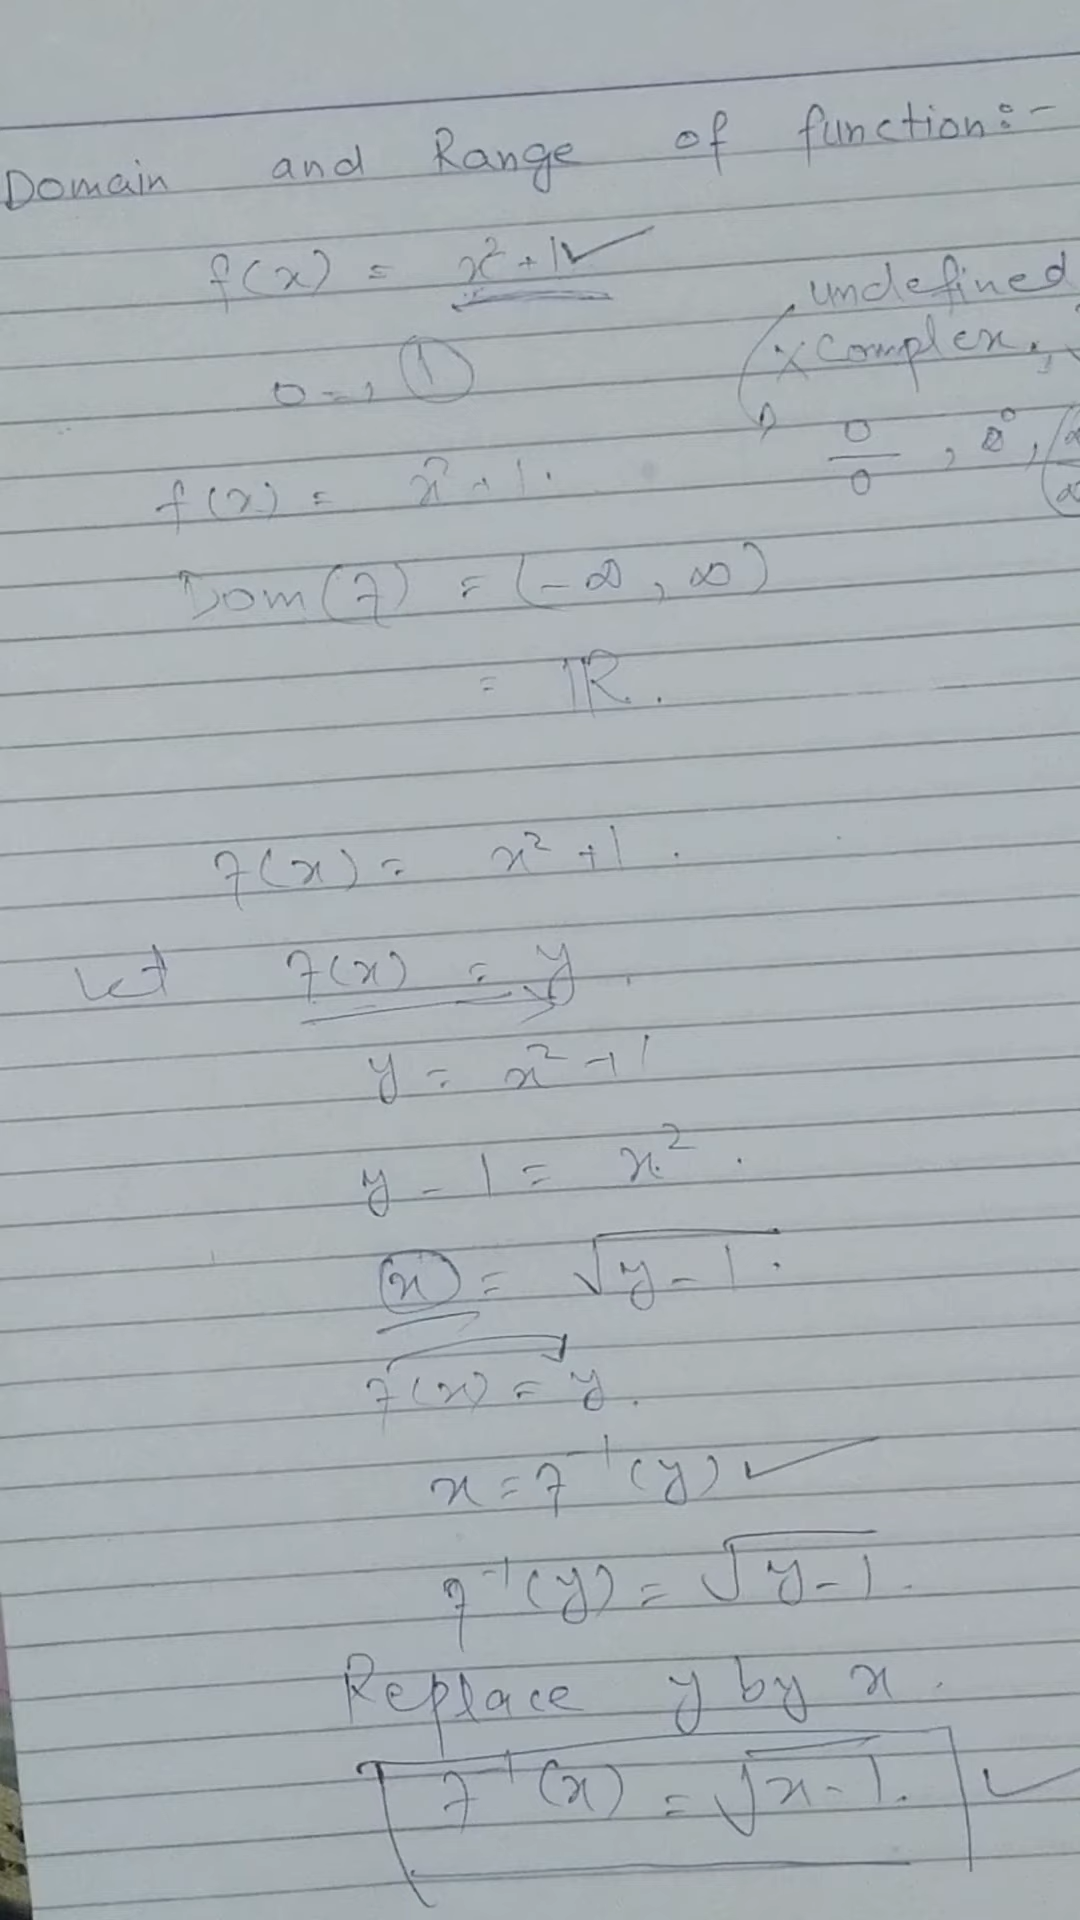 Domain and Range of function:-
f(x) = x²+1 ✓
undefined
x complex,
0 = , 1
0/0 , 0⁰,
f(x) = x²+1.
Dom(f) = (-∞, ∞)
= ℝ.
f(x) = x²+1.
Let f(x) = y.
y = x²+1
y - 1 = x².
x = √(y-1).
f(x) = y.
x = f⁻¹(y) ✓
f⁻¹(y) = √(y-1).
Replace y by x.
f⁻¹(x) = √(x-1). ✓